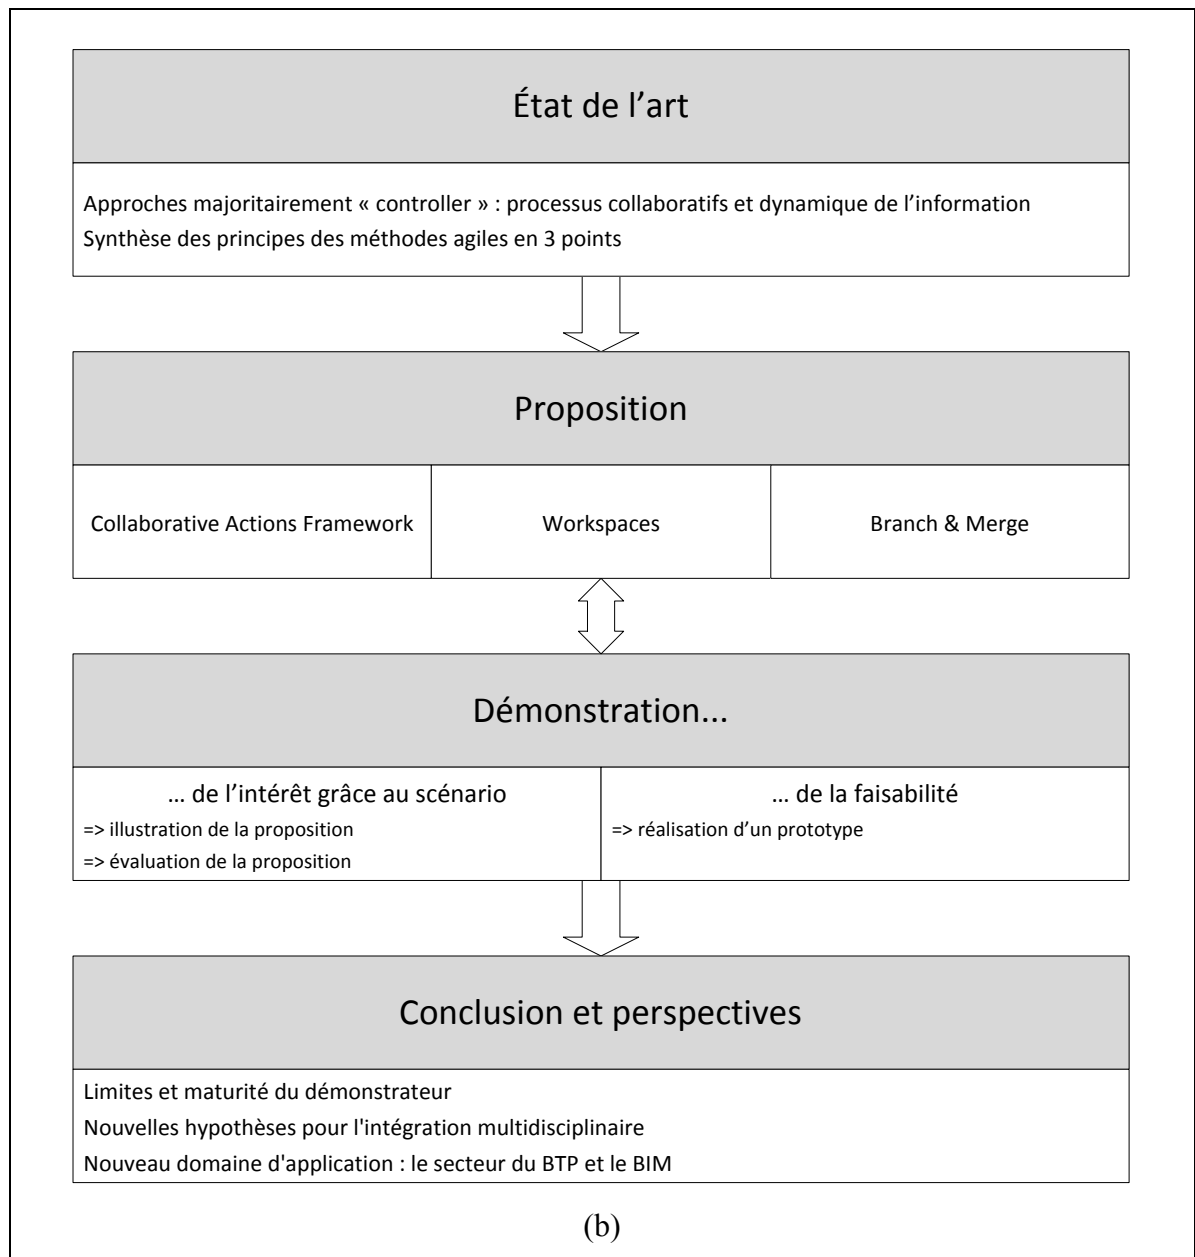 État de l’art
Approches majoritairement « controller » : processus collaboratifs et dynamique de l’information
Synthèse des principes des méthodes agiles en 3 points
Proposition
Collaborative Actions Framework
Workspaces
Branch & Merge
Démonstration...
... de l’intérêt grâce au scénario
=> illustration de la proposition
=> évaluation de la proposition
... de la faisabilité
=> réalisation d’un prototype
Conclusion et perspectives
Limites et maturité du démonstrateur
Nouvelles hypothèses pour l'intégration multidisciplinaire
Nouveau domaine d'application : le secteur du BTP et le BIM
(b)